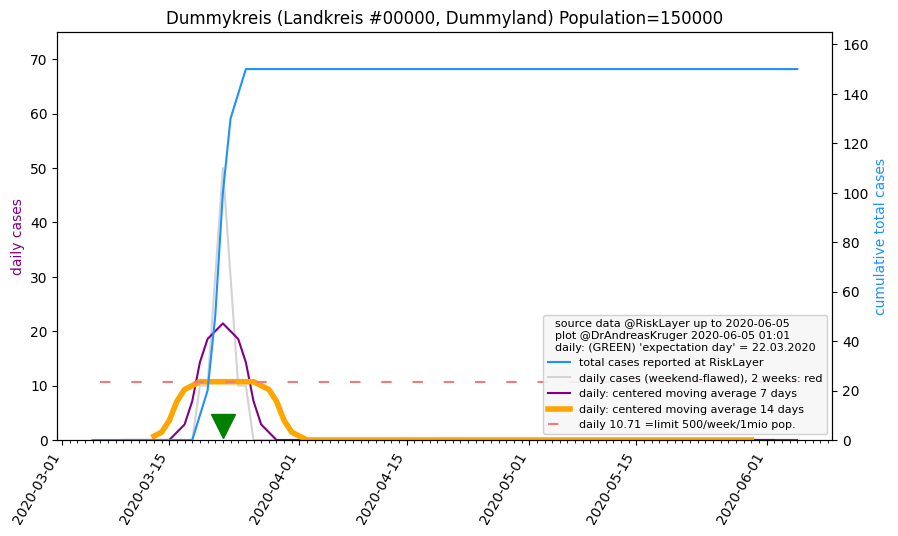 Dummykreis (Landkreis #00000, Dummyland) Population=150000
daily cases
70
60
50
40
30
20
10
0
160
140
120
100
80
60
40
20
0
cumulative total cases
source data @RiskLayer up to 2020-06-05
plot @DrAndreasKruger 2020-06-05 01:01
daily: (GREEN) 'expectation day' = 22.03.2020
total cases reported at RiskLayer
daily cases (weekend-flawed), 2 weeks: red
daily: centered moving average 7 days
daily: centered moving average 14 days
daily 10.71 =limit 500/week/1mio pop.
2020-03-01
2020-03-15
2020-04-01
2020-04-15
2020-05-01
2020-05-15
2020-06-01